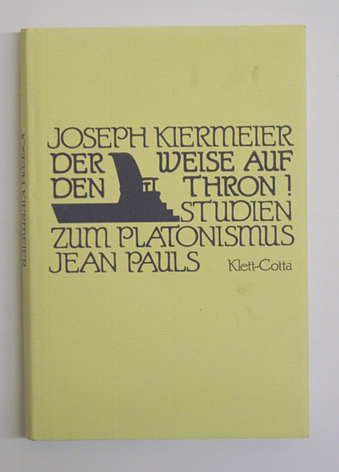 JOSEPH KIERMEIER
DER WEISE AUF
DEN THRON!
STUDIEN
ZUM PLATONISMUS
JEAN PAULS Klett-Cotta